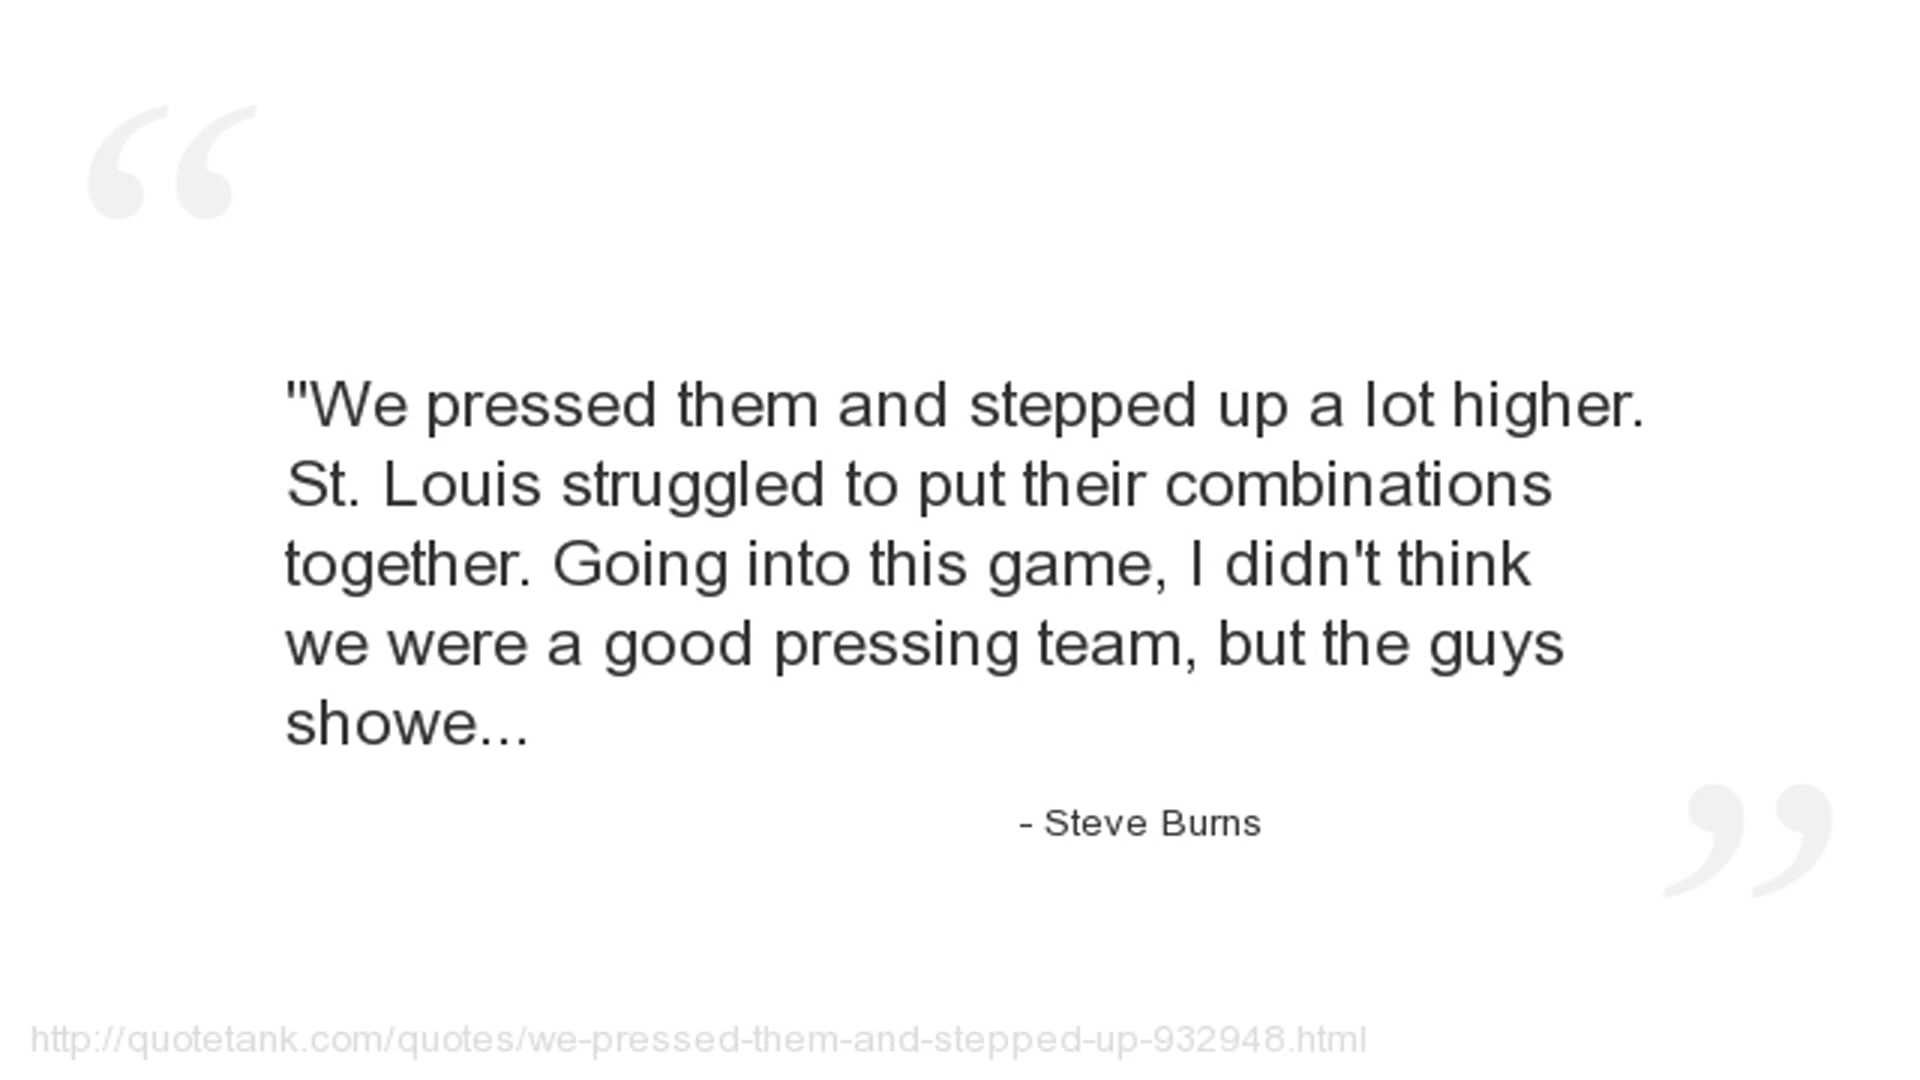 "We pressed them and stepped up a lot higher.
St. Louis struggled to put their combinations
together. Going into this game, I didn't think
we were a good pressing team, but the guys
showe...
- Steve Burns
http://quotetank.com/quotes/we-pressed-them-and-stepped-up-932948.html